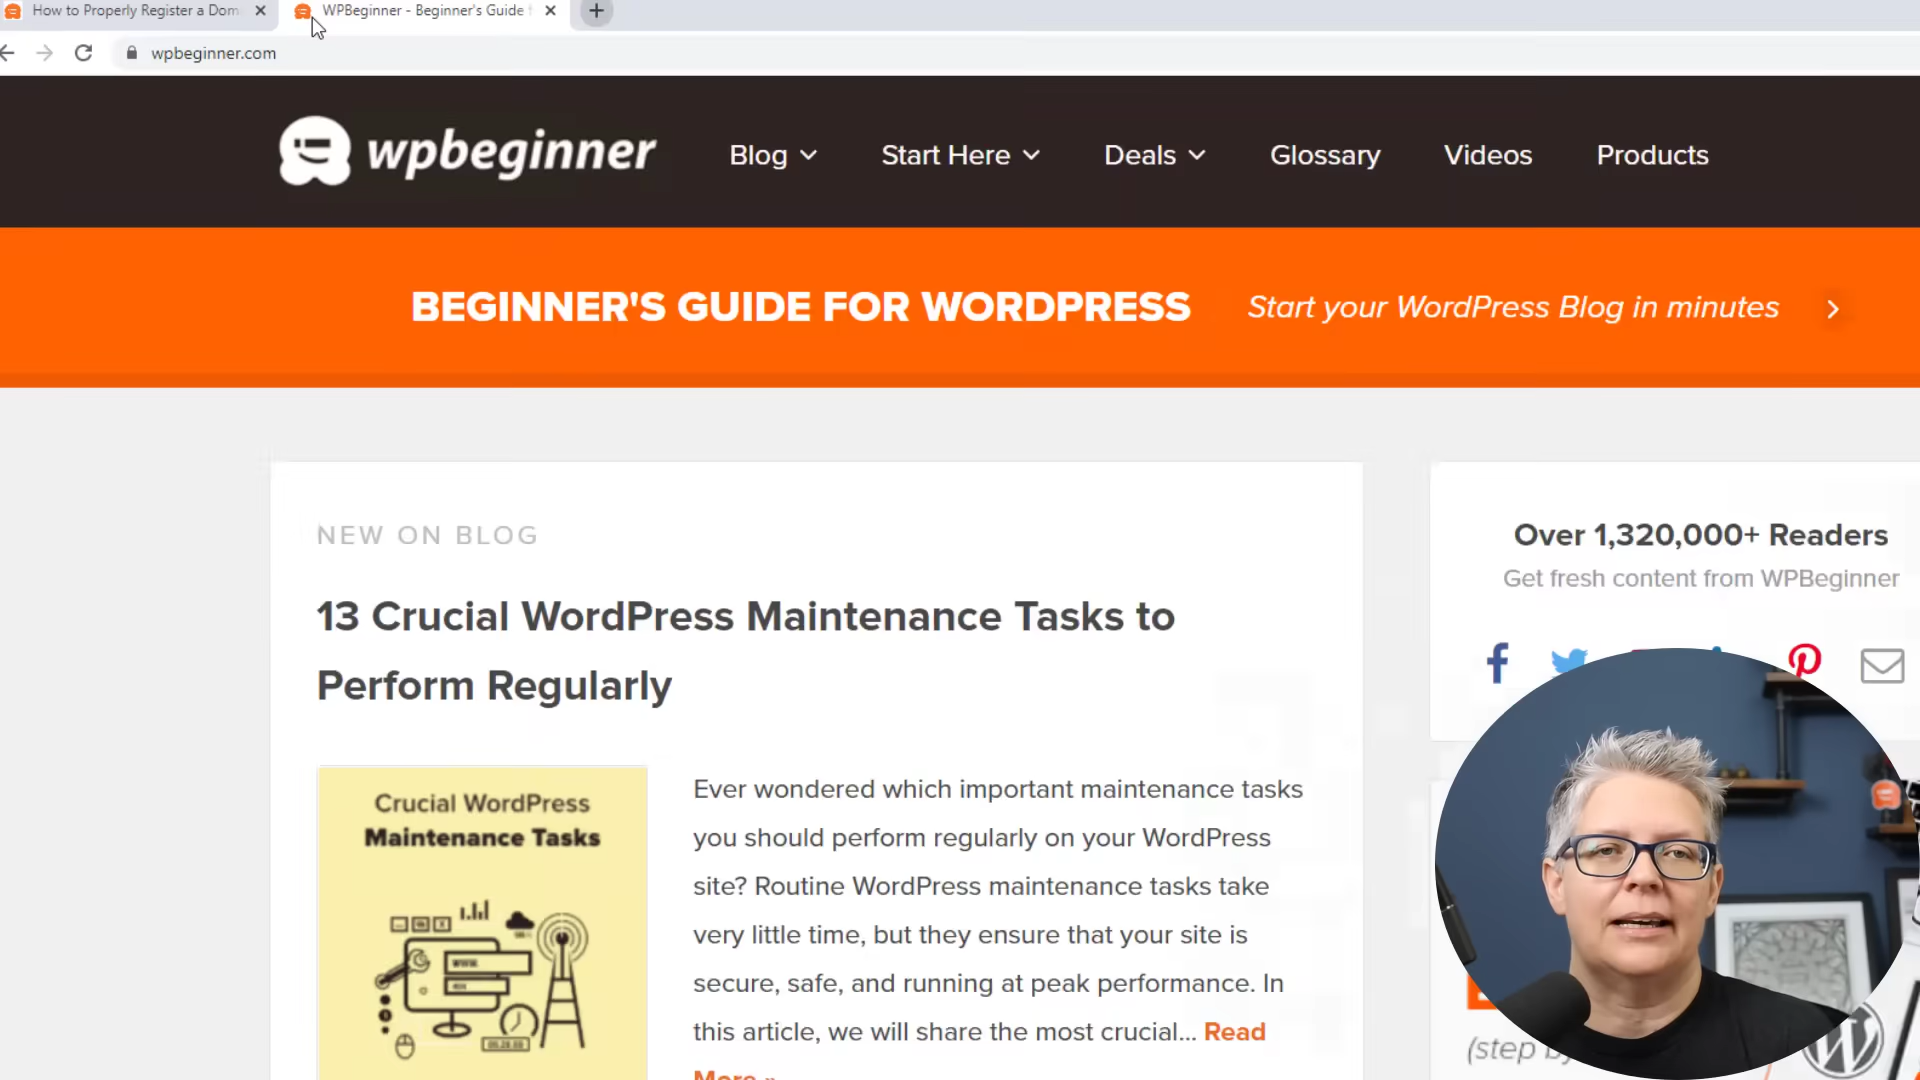 How to Properly Register a Dom
WPBeginner - Beginner's Guide
wpbeginner.com
wpbeginner
Blog
Start Here
Deals
Glossary
Videos
Products
BEGINNER'S GUIDE FOR WORDPRESS
Start your WordPress Blog in minutes
NEW ON BLOG
13 Crucial WordPress Maintenance Tasks to
Perform Regularly
Crucial WordPress
Maintenance Tasks
www.
Ever wondered which important maintenance tasks
you should perform regularly on your WordPress
site? Routine WordPress maintenance tasks take
very little time, but they ensure that your site is
secure, safe, and running at peak performance. In
this article, we will share the most crucial... Read
More »
Over 1,320,000+ Readers
Get fresh content from WPBeginner
(step